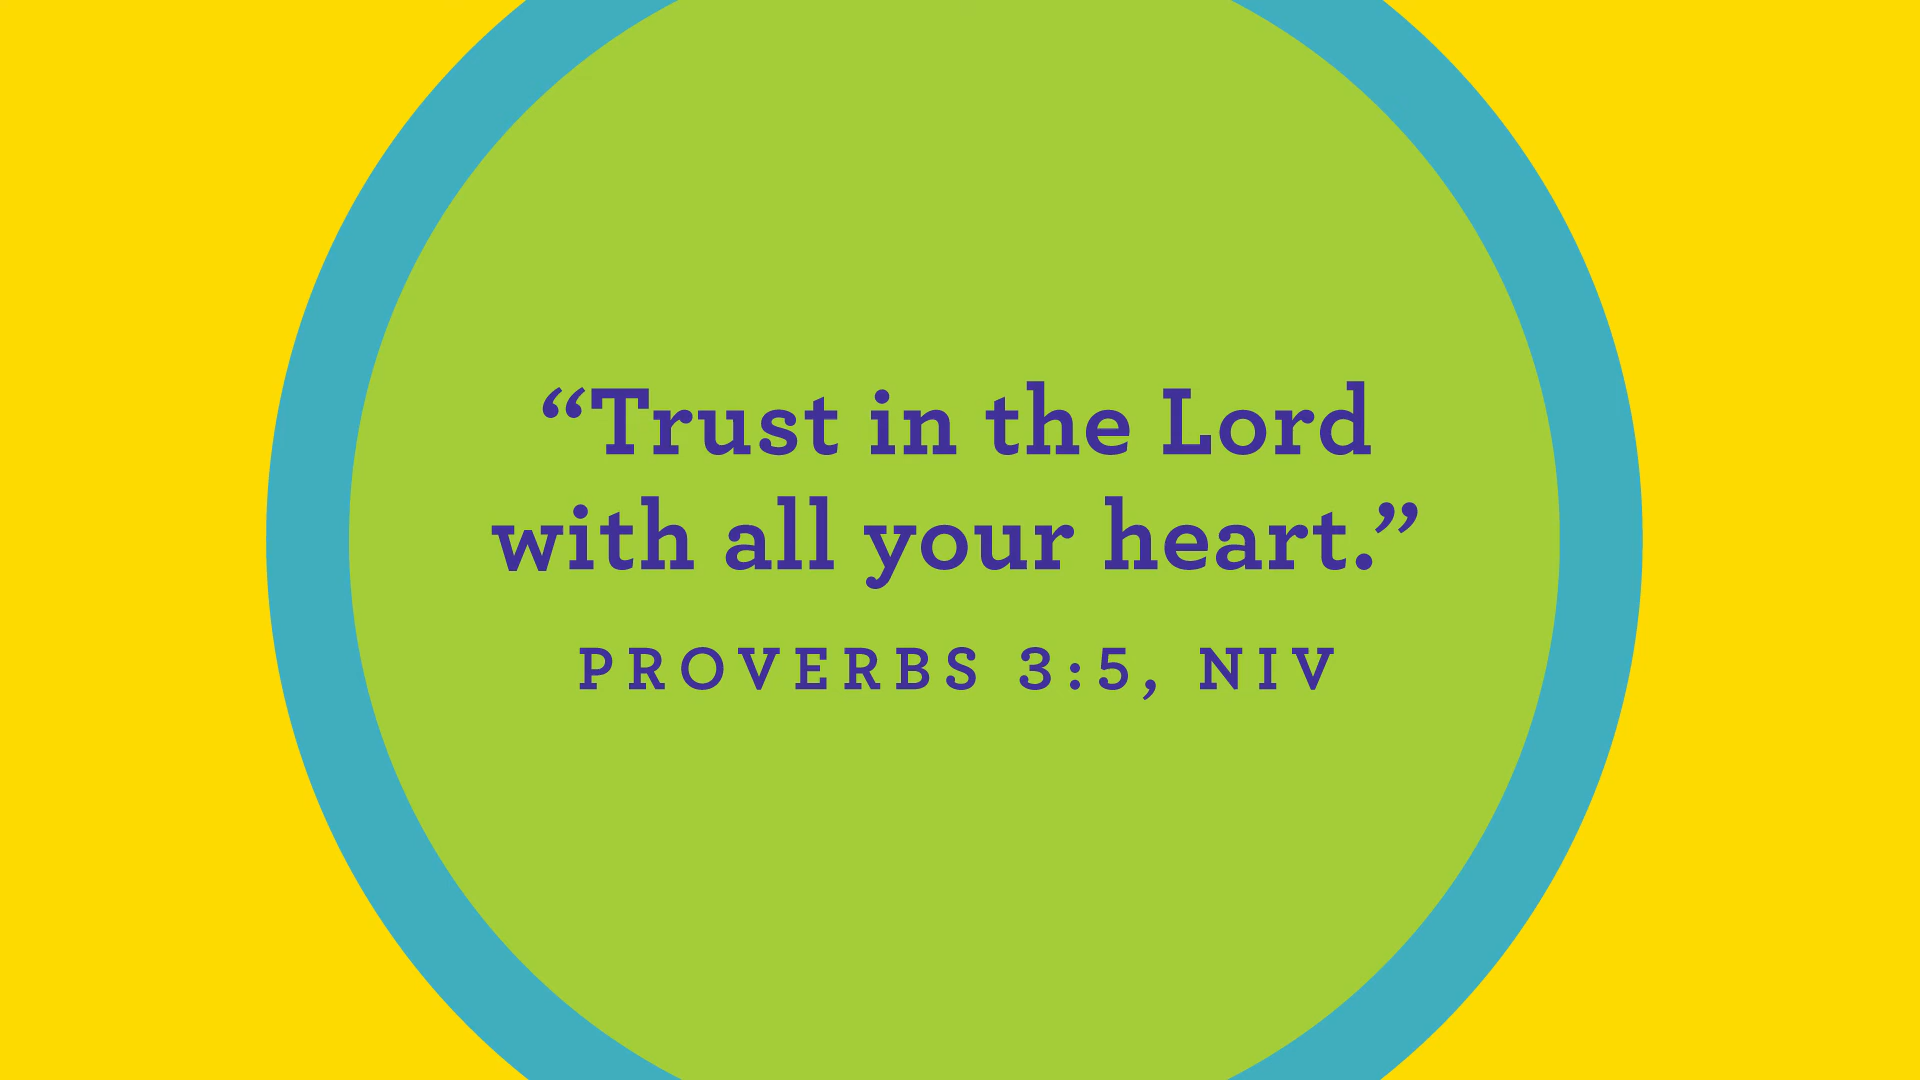 “Trust in the Lord
with all your heart.”
PROVERBS 3:5, NIV